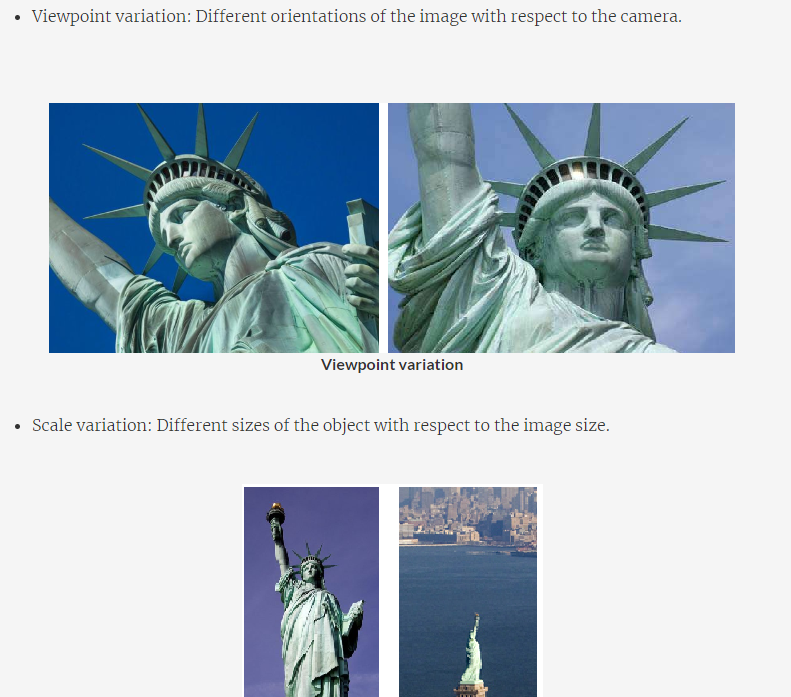 • Viewpoint variation: Different orientations of the image with respect to the camera.
Viewpoint variation
• Scale variation: Different sizes of the object with respect to the image size.